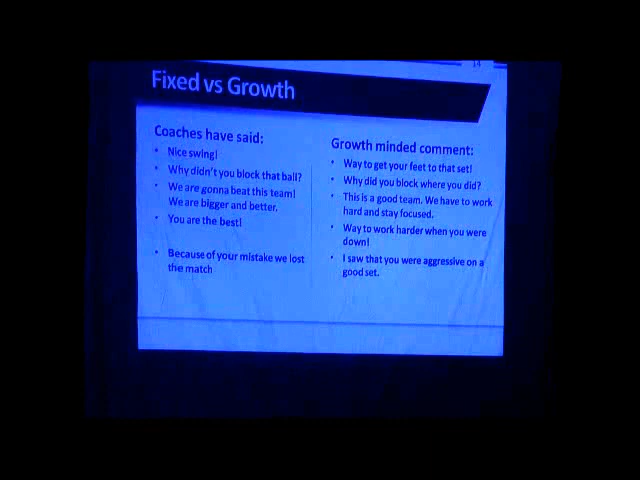 14
Fixed vs Growth
Coaches have said:
• Nice swing!
• Why didn't you block that ball?
• We are gonna beat this team!
We are bigger and better.
• You are the best!
• Because of your mistake we lost
the match
Growth minded comment:
• Way to get your feet to that set!
• Why did you block where you did?
• This is a good team. We have to work
hard and stay focused.
• Way to work harder when you were
down!
• I saw that you were aggressive on a
good set.